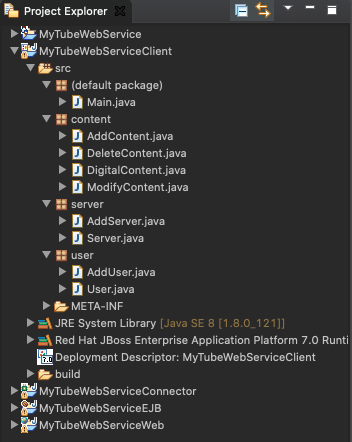 Project Explorer
MyTubeWebService
MyTubeWebServiceClient
src
(default package)
Main.java
content
AddContent.java
DeleteContent.java
DigitalContent.java
ModifyContent.java
server
AddServer.java
Server.java
user
AddUser.java
User.java
META-INF
JRE System Library [Java SE 8 [1.8.0_121]]
Red Hat JBoss Enterprise Application Platform 7.0 Runti
Deployment Descriptor: MyTubeWebServiceClient
build
MyTubeWebServiceConnector
MyTubeWebServiceEJB
MyTubeWebServiceWeb